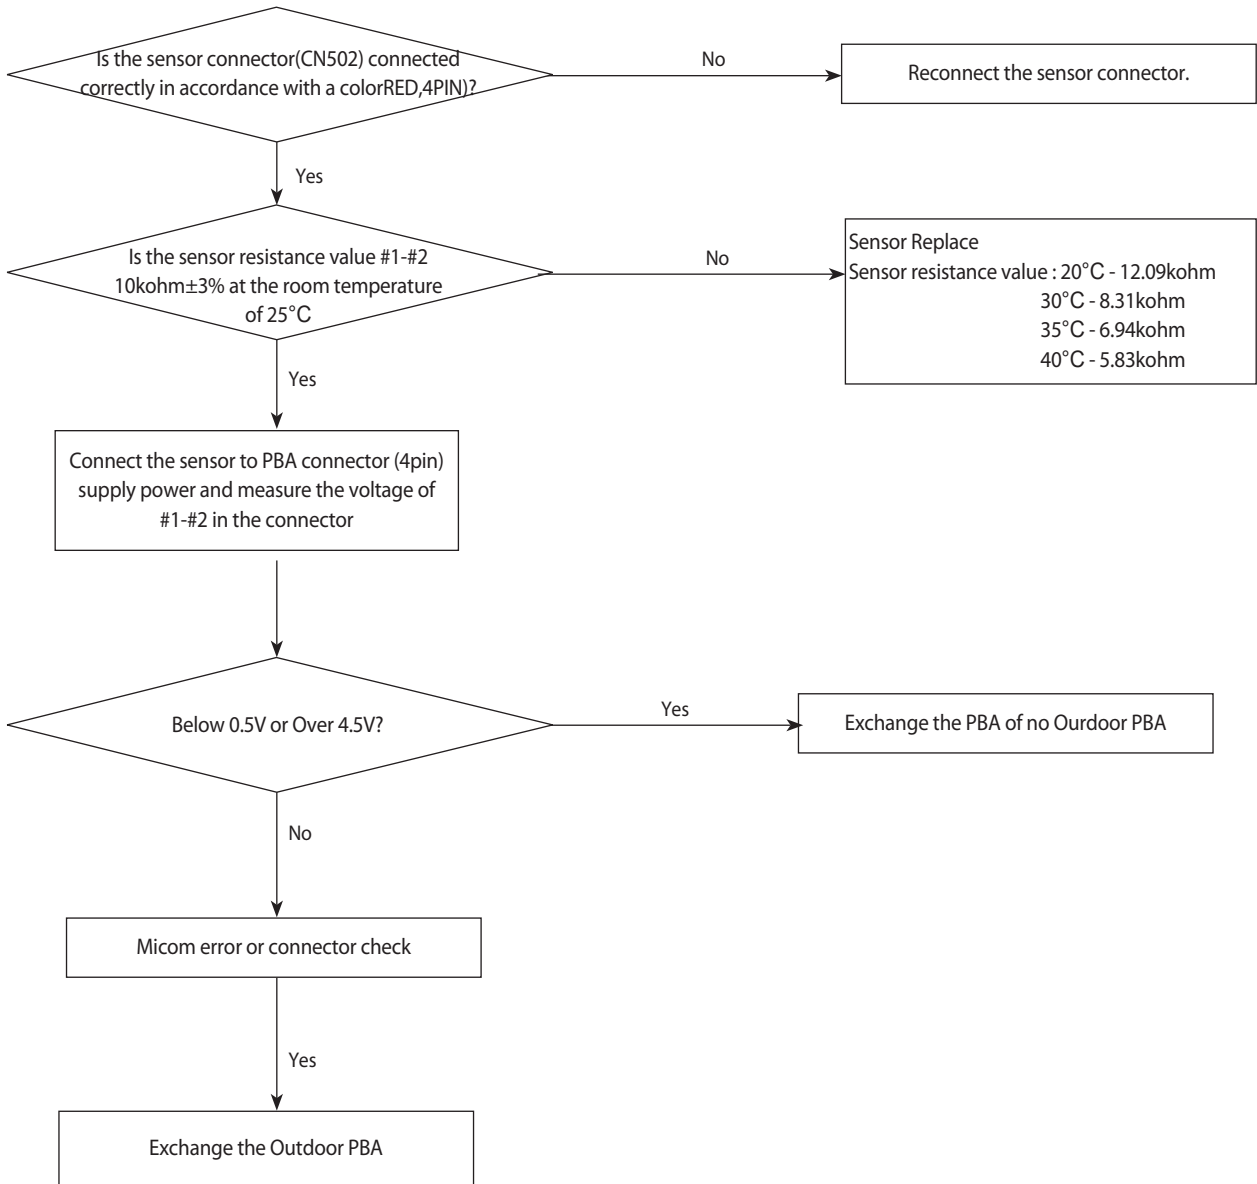 Is the sensor connector(CN502) connected
correctly in accordance with a colorRED,4PIN)?
No
Reconnect the sensor connector.
Yes
Is the sensor resistance value #1-#2
10kohm±3% at the room temperature
of 25°C
No
Sensor Replace
Sensor resistance value : 20°C - 12.09kohm
30°C - 8.31kohm
35°C - 6.94kohm
40°C - 5.83kohm
Yes
Connect the sensor to PBA connector (4pin)
supply power and measure the voltage of
#1-#2 in the connector
Below 0.5V or Over 4.5V?
Yes
Exchange the PBA of no Ourdoor PBA
No
Micom error or connector check
Yes
Exchange the Outdoor PBA